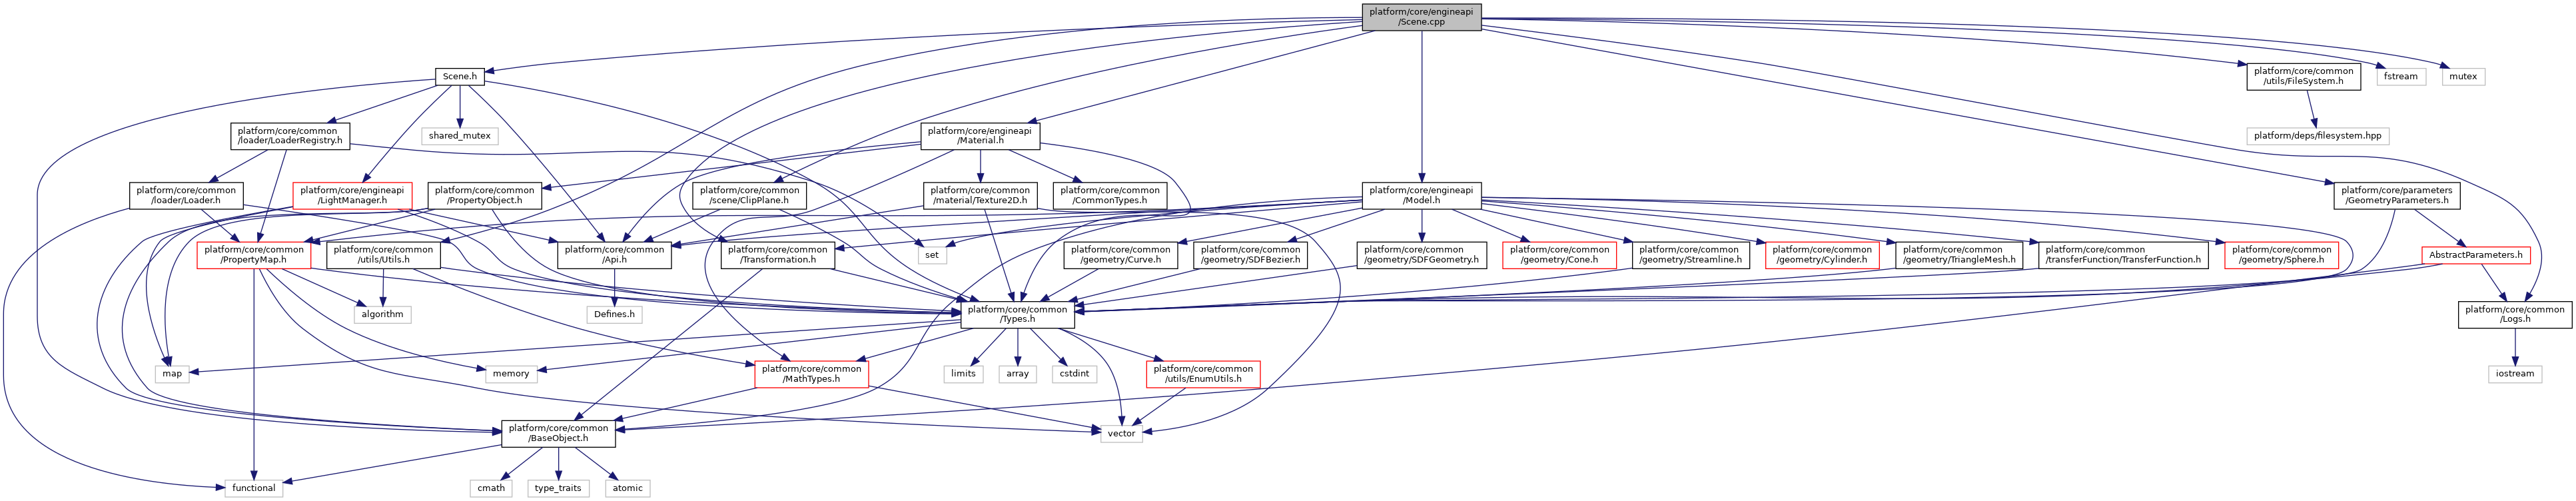 platform/core/engineapi
/Scene.cpp
Scene.h
platform/core/common
/utils/FileSystem.h
fstream
mutex
platform/core/common
/loader/LoaderRegistry.h
shared_mutex
platform/core/engineapi
/Material.h
platform/deps/filesystem.hpp
platform/core/common
/loader/Loader.h
platform/core/engineapi
/LightManager.h
platform/core/common
/PropertyObject.h
platform/core/common
/scene/ClipPlane.h
platform/core/common
/material/Texture2D.h
platform/core/common
/CommonTypes.h
platform/core/engineapi
/Model.h
platform/core/parameters
/GeometryParameters.h
platform/core/common
/PropertyMap.h
platform/core/common
/utils/Utils.h
platform/core/common
/Api.h
platform/core/common
/Transformation.h
set
platform/core/common
/geometry/Curve.h
platform/core/common
/geometry/SDFBezier.h
platform/core/common
/geometry/SDFGeometry.h
platform/core/common
/geometry/Cone.h
platform/core/common
/geometry/Streamline.h
platform/core/common
/geometry/Cylinder.h
platform/core/common
/geometry/TriangleMesh.h
platform/core/common
/transferFunction/TransferFunction.h
platform/core/common
/geometry/Sphere.h
AbstractParameters.h
algorithm
Defines.h
platform/core/common
/Types.h
platform/core/common
/Logs.h
map
memory
platform/core/common
/MathTypes.h
limits
array
cstdint
platform/core/common
/utils/EnumUtils.h
iostream
platform/core/common
/BaseObject.h
vector
functional
cmath
type_traits
atomic